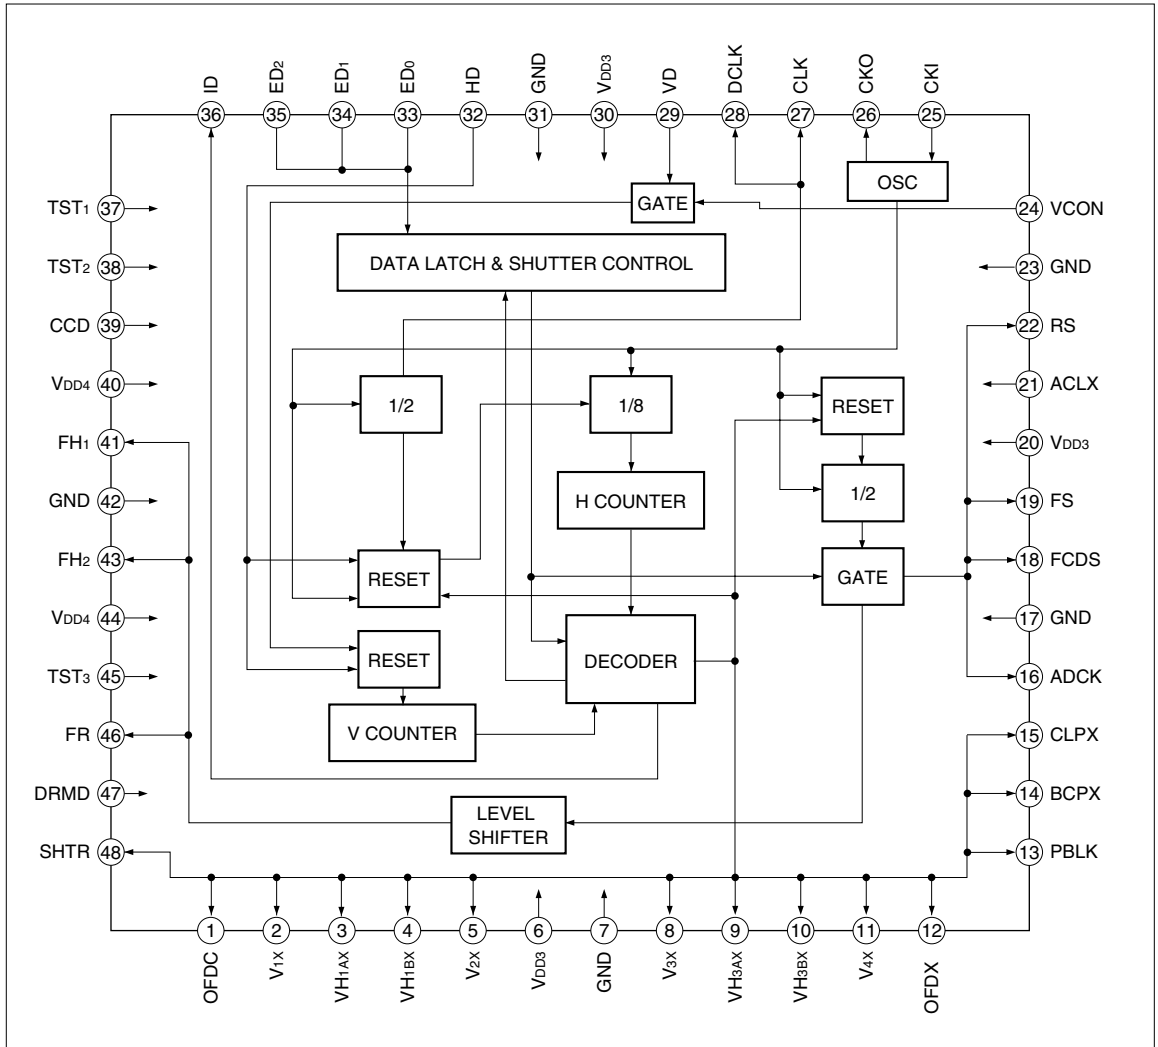 ID
ED2
ED1
ED0
HD
GND
VDD3
VD
DCLK
CLK
CKO
CKI
36
35
34
33
32
31
30
29
28
27
26
25
OSC
TST1 37
GATE
24 VCON
TST2 38
DATA LATCH & SHUTTER CONTROL
23 GND
CCD 39
22 RS
VDD4 40
1/2
1/8
RESET
21 ACLX
FH1 41
20 VDD3
GND 42
H COUNTER
1/2
19 FS
FH2 43
RESET
GATE
18 FCDS
VDD4 44
17 GND
TST3 45
RESET
DECODER
16 ADCK
FR 46
V COUNTER
15 CLPX
DRMD 47
14 BCPX
LEVEL
SHIFTER
SHTR 48
13 PBLK
1
2
3
4
5
6
7
8
9
10
11
12
OFDC
V1X
VH1AX
VH1BX
V2X
VDD3
GND
V3X
VH3AX
VH3BX
V4X
OFDX